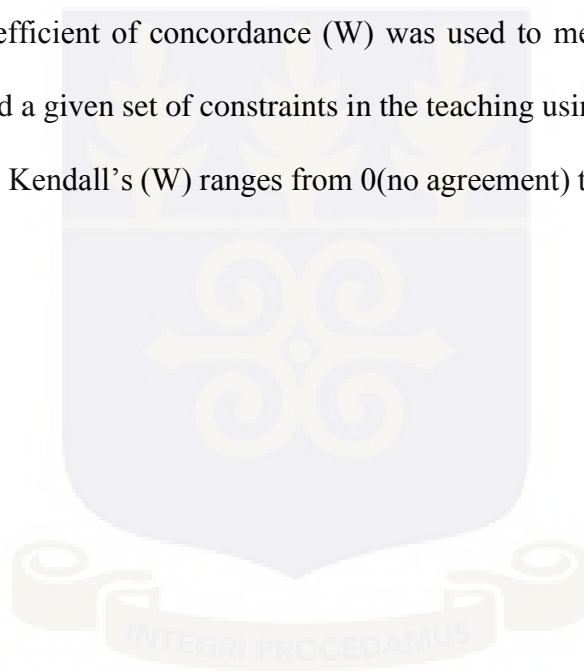 efficient of concordance (W) was used to me
d a given set of constraints in the teaching usin
Kendall’s (W) ranges from 0(no agreement) t
INTEGRI PROCEDAMUS